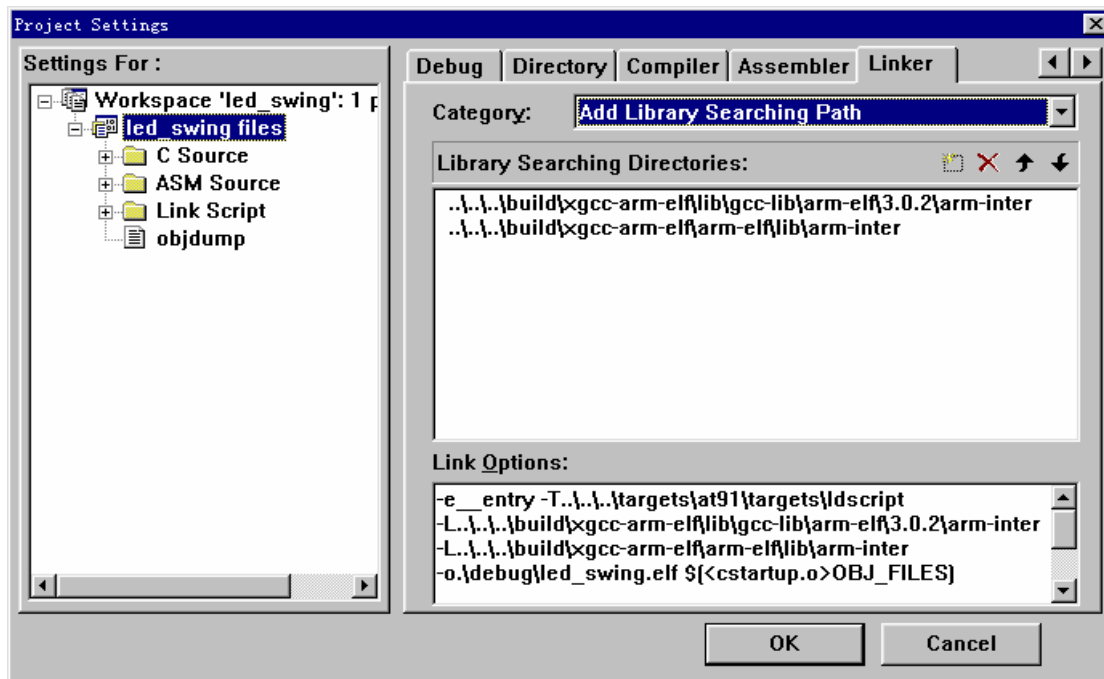 Project Settings
Settings For :
Workspace 'led_swing': 1 p
led_swing files
C Source
ASM Source
Link Script
objdump
Debug
Directory
Compiler
Assembler
Linker
Category:
Add Library Searching Path
Library Searching Directories:
..\..\..\build\xgcc-arm-elf\lib\gcc-lib\arm-elf\3.0.2\arm-inter
..\..\..\build\xgcc-arm-elf\arm-elf\lib\arm-inter
Link Options:
-e__entry -T..\..\..\targets\at91\targets\ldscript
-L..\..\..\build\xgcc-arm-elf\lib\gcc-lib\arm-elf\3.0.2\arm-inter
-L..\..\..\build\xgcc-arm-elf\arm-elf\lib\arm-inter
-o.\debug\led_swing.elf $(<cstartup.o>OBJ_FILES)
OK
Cancel